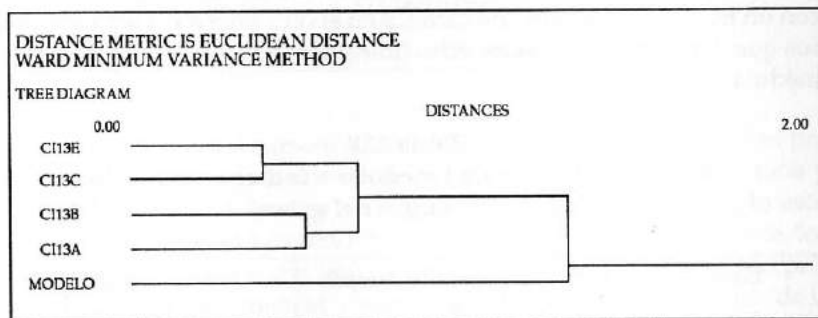 DISTANCE METRIC IS EUCLIDEAN DISTANCE
WARD MINIMUM VARIANCE METHOD
TREE DIAGRAM
DISTANCES
0.00 2.00
CI13E
CI13C
CI13B
CI13A
MODELO